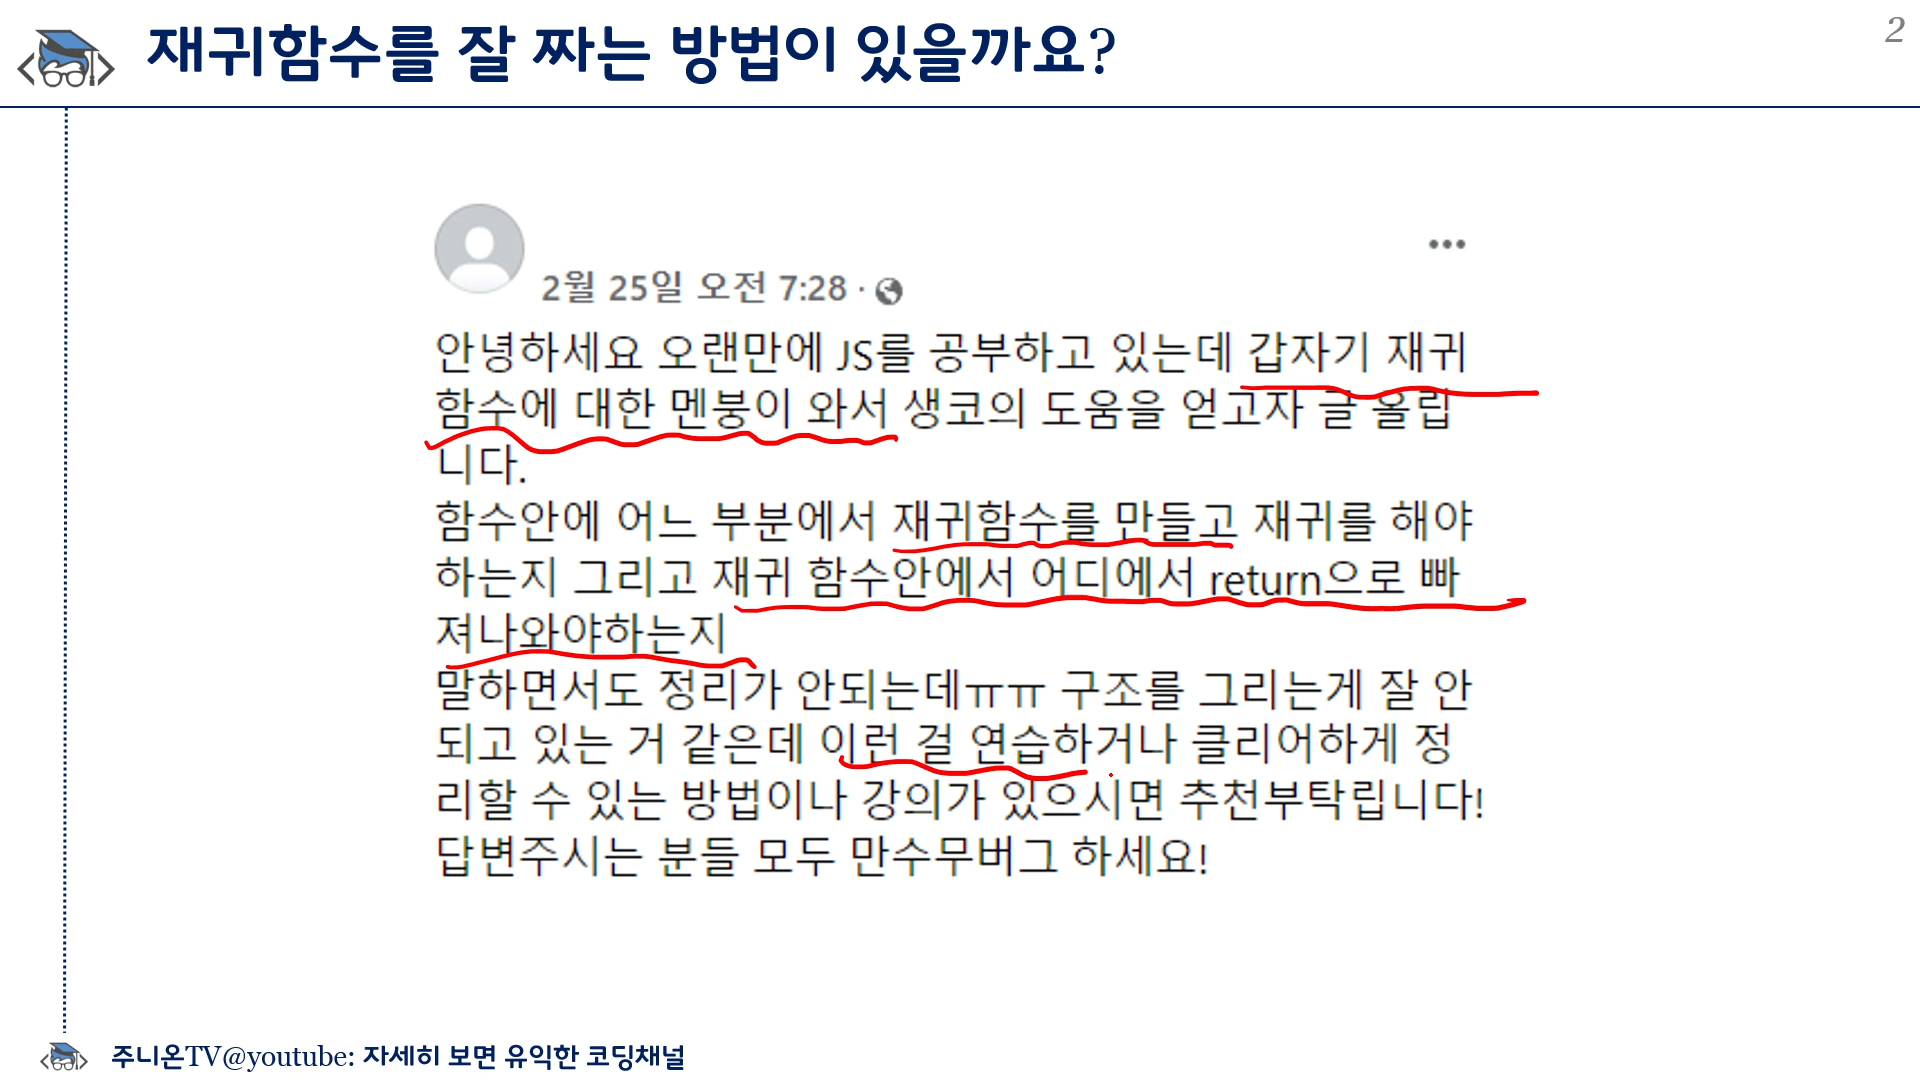 재귀함수를 잘 짜는 방법이 있을까요?
2
2월 25일 오전 7:28 ·
안녕하세요 오랜만에 JS를 공부하고 있는데 갑자기 재귀
함수에 대한 멘붕이 와서 생코의 도움을 얻고자 글 올립
니다.
함수안에 어느 부분에서 재귀함수를 만들고 재귀를 해야
하는지 그리고 재귀 함수안에서 어디에서 return으로 빠
져나와야하는지
말하면서도 정리가 안되는데ㅠㅠ 구조를 그리는게 잘 안
되고 있는 거 같은데 이런 걸 연습하거나 클리어하게 정
리할 수 있는 방법이나 강의가 있으시면 추천부탁립니다!
답변주시는 분들 모두 만수무버그 하세요!
주니온TV@youtube: 자세히 보면 유익한 코딩채널